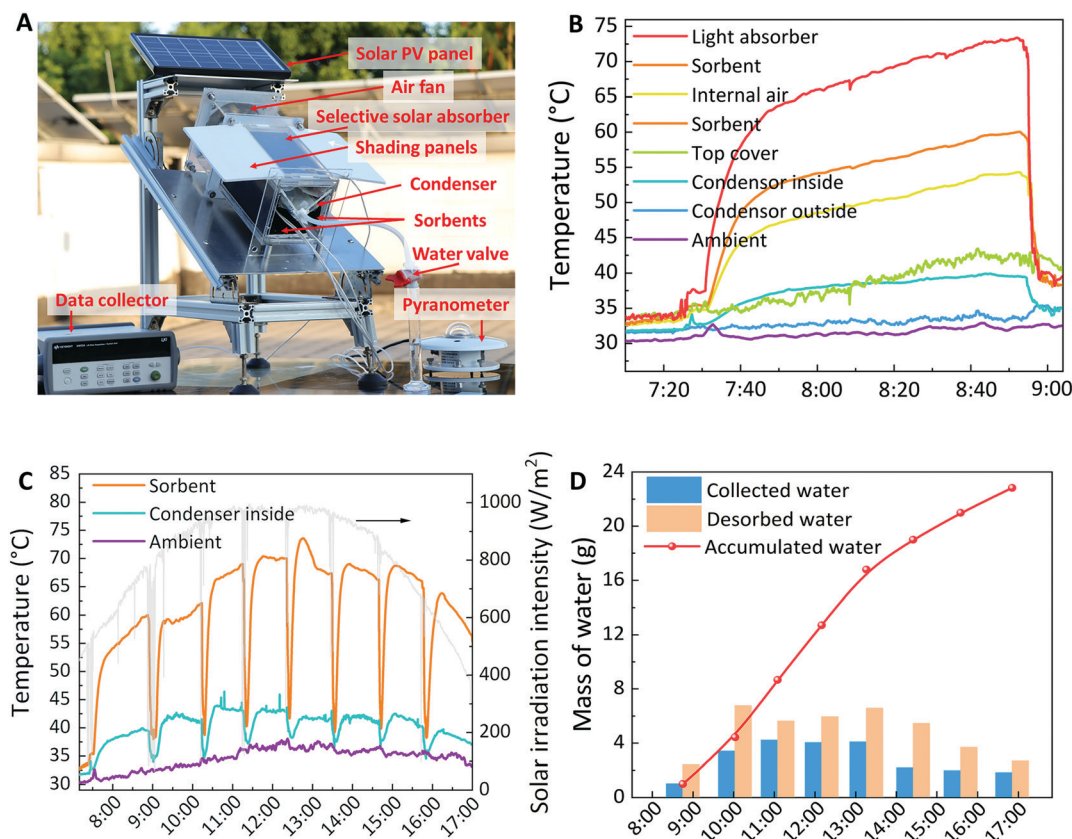 A
Solar PV panel
Air fan
Selective solar absorber
Shading panels
Condenser
Sorbents
Water valve
Data collector
Pyranometer
B
Temperature (°C)
75
70
65
60
55
50
45
40
35
30
Light absorber
Sorbent
Internal air
Sorbent
Top cover
Condensor inside
Condensor outside
Ambient
7:20
7:40
8:00
8:20
8:40
9:00
C
Temperature (°C)
85
80
75
70
65
60
55
50
45
40
35
30
Sorbent
Condenser inside
Ambient
1000
800
600
400
200
0
Solar irradiation intensity (W/m²)
8:00
9:00
10:00
11:00
12:00
13:00
14:00
15:00
16:00
17:00
D
Mass of water (g)
24
20
16
12
8
4
0
Collected water
Desorbed water
Accumulated water
8:00
9:00
10:00
11:00
12:00
13:00
14:00
15:00
16:00
17:00